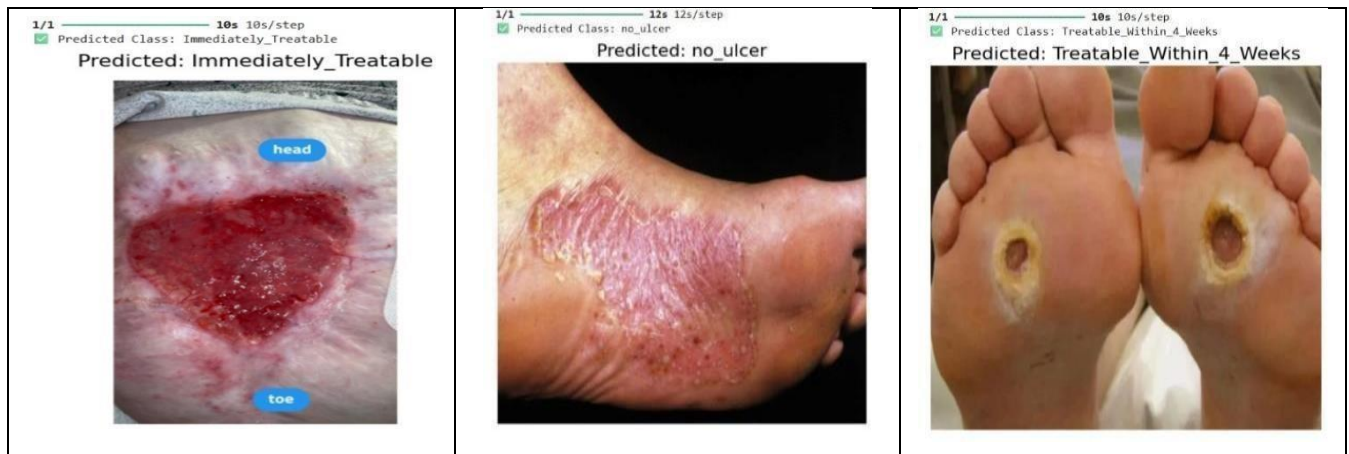 1/1 10s 10s/step
Predicted Class: Immediately_Treatable
Predicted: Immediately_Treatable
head
toe
1/1 12s 12s/step
Predicted Class: no_ulcer
Predicted: no_ulcer
1/1 10s 10s/step
Predicted Class: Treatable_Within_4_Weeks
Predicted: Treatable_Within_4_Weeks